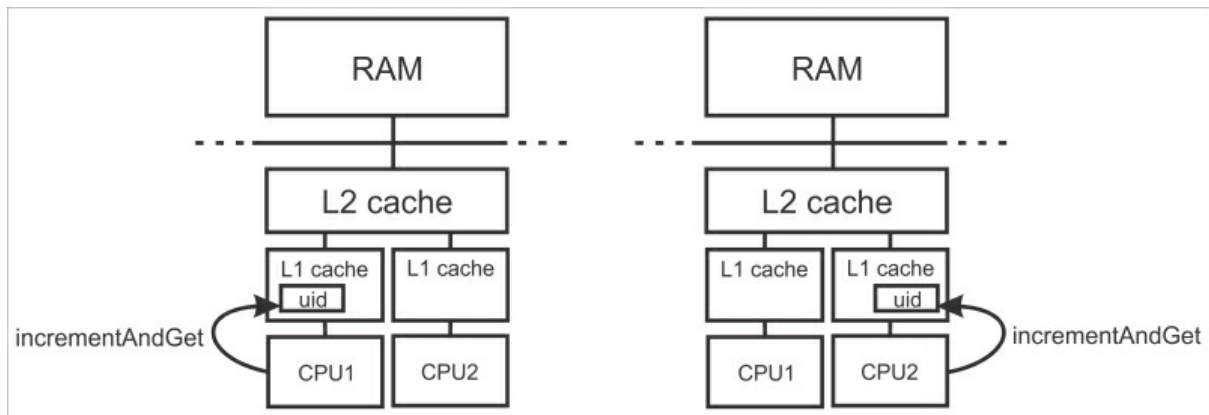 RAM
RAM
L2 cache
L2 cache
L1 cache
L1 cache
L1 cache
L1 cache
uid
uid
incrementAndGet
incrementAndGet
CPU1
CPU2
CPU1
CPU2